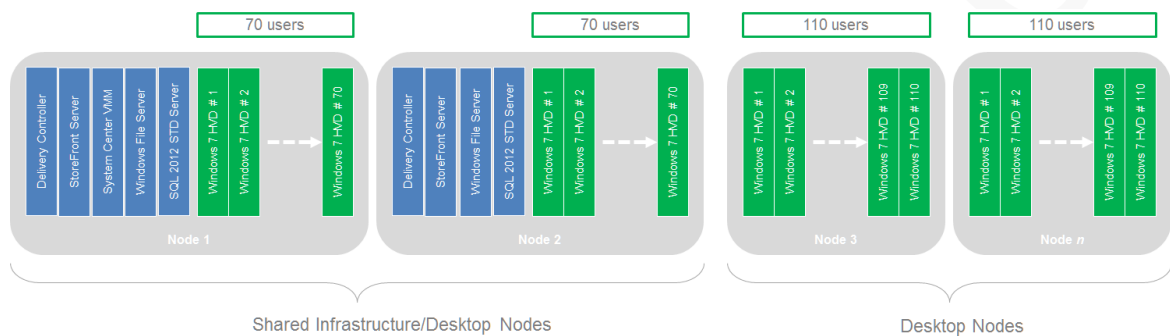 70 users
70 users
110 users
110 users
Delivery Controller
StoreFront Server
System Center VMM
Windows File Server
SQL 2012 STD Server
Windows 7 HVD # 1
Windows 7 HVD # 2
Windows 7 HVD # 70
Node 1
Delivery Controller
StoreFront Server
Windows File Server
SQL 2012 STD Server
Windows 7 HVD # 1
Windows 7 HVD # 2
Windows 7 HVD # 70
Node 2
Windows 7 HVD # 1
Windows 7 HVD # 2
Windows 7 HVD # 109
Windows 7 HVD # 110
Node 3
Windows 7 HVD # 1
Windows 7 HVD # 2
Windows 7 HVD # 109
Windows 7 HVD # 110
Node n
Shared Infrastructure/Desktop Nodes
Desktop Nodes